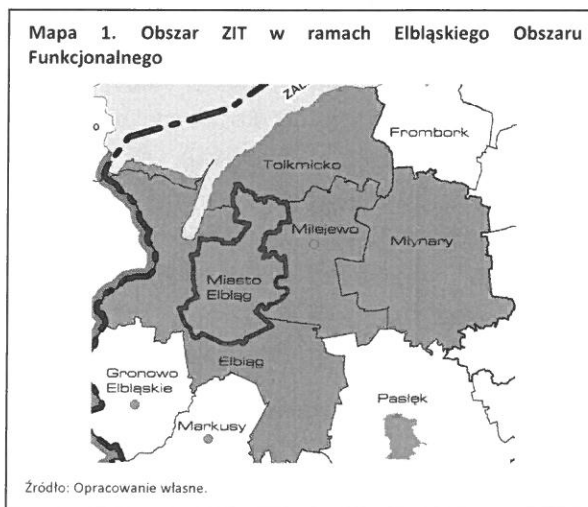 Mapa 1. Obszar ZIT w ramach Elbląskiego Obszaru
Funkcjonalnego
ZAL
Frombork
Tolkmicko
Milejewo
Młynary
Miasto
Elbląg
Elbląg
Gronowo
Elbląskie
Pasłęk
Markusy
Źródło: Opracowanie własne.